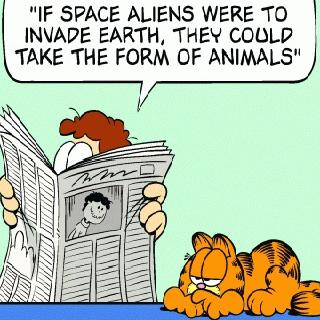 "IF SPACE ALIENS WERE TO
INVADE EARTH, THEY COULD
TAKE THE FORM OF ANIMALS"